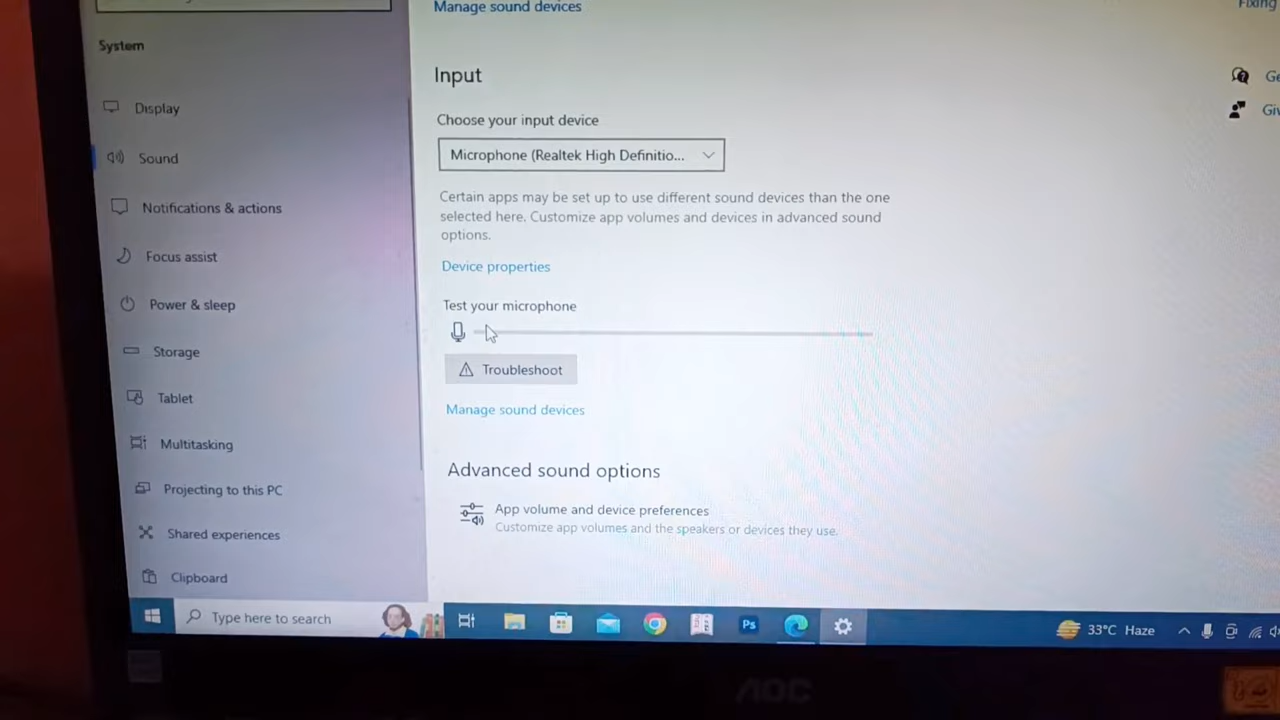 Manage sound devices
Fixing
System
Input
Display
Choose your input device
Sound
Microphone (Realtek High Definitio...
Notifications & actions
Certain apps may be set up to use different sound devices than the one
selected here. Customize app volumes and devices in advanced sound
options.
Focus assist
Device properties
Power & sleep
Test your microphone
Storage
Troubleshoot
Tablet
Manage sound devices
Multitasking
Advanced sound options
Projecting to this PC
App volume and device preferences
Customize app volumes and the speakers or devices they use.
Shared experiences
Clipboard
Type here to search
Ps
33°C Haze
AOC